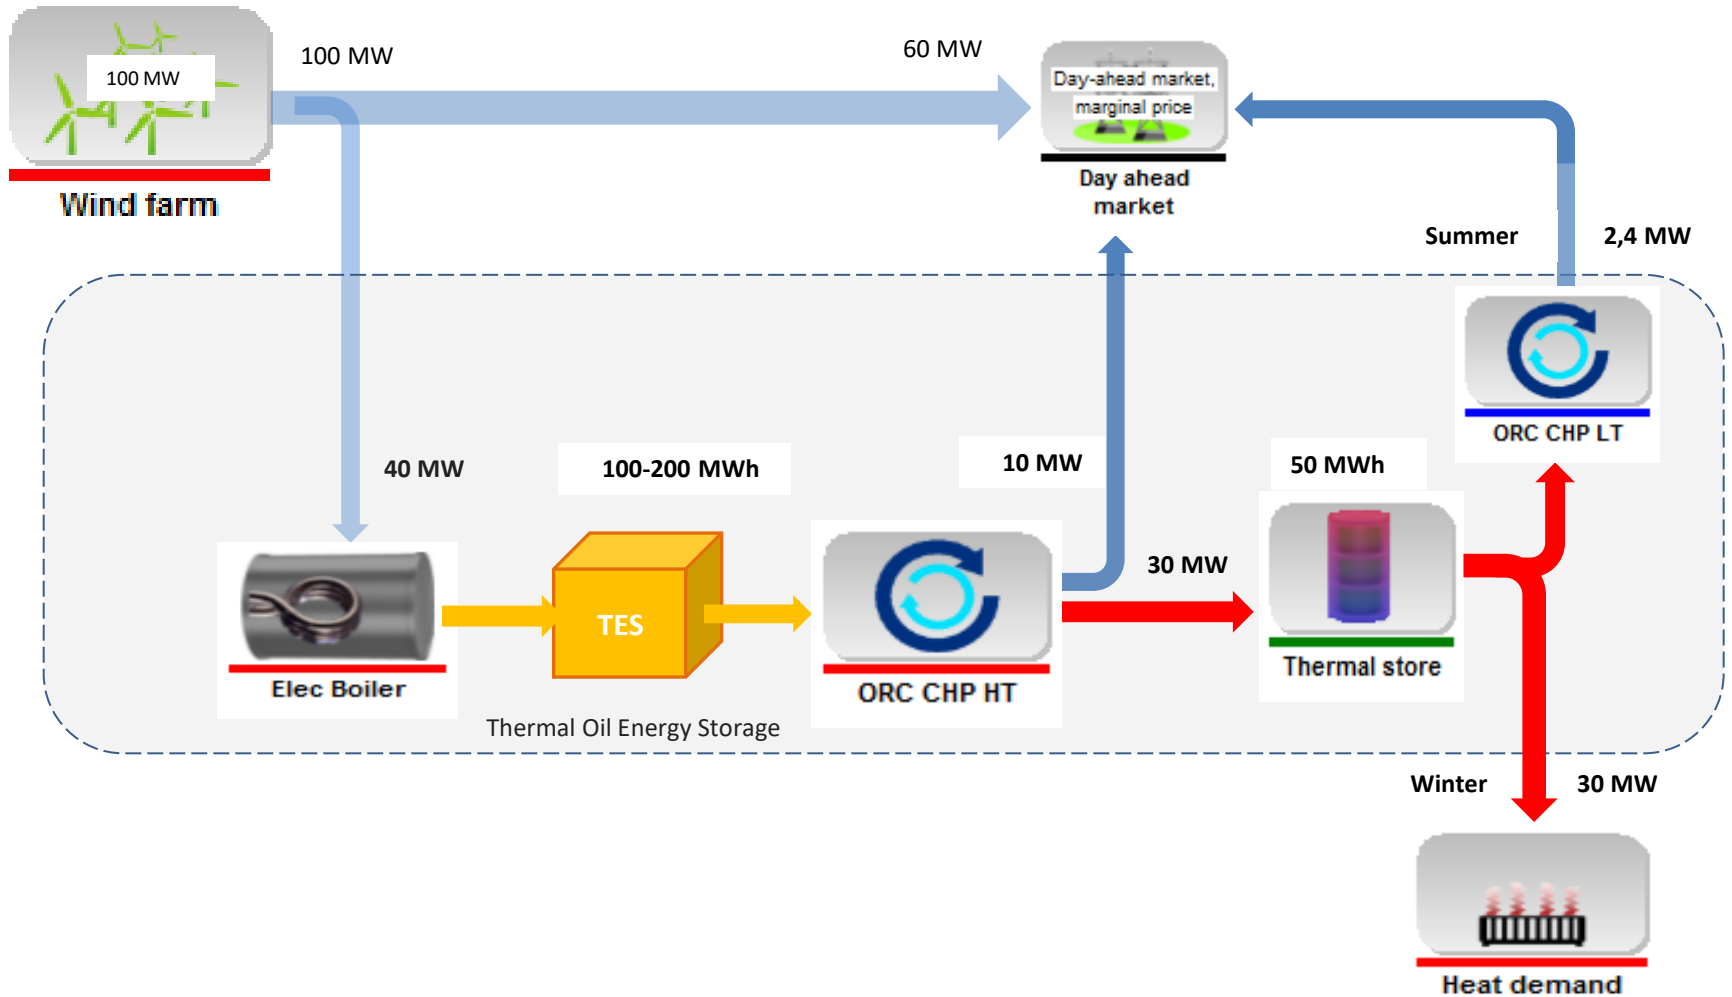 100 MW
100 MW
60 MW
Day-ahead market,
marginal price
Wind farm
Day ahead
market
Summer
2,4 MW
ORC CHP LT
40 MW
100-200 MWh
10 MW
50 MWh
TES
30 MW
Elec Boiler
ORC CHP HT
Thermal store
Thermal Oil Energy Storage
Winter
30 MW
Heat demand